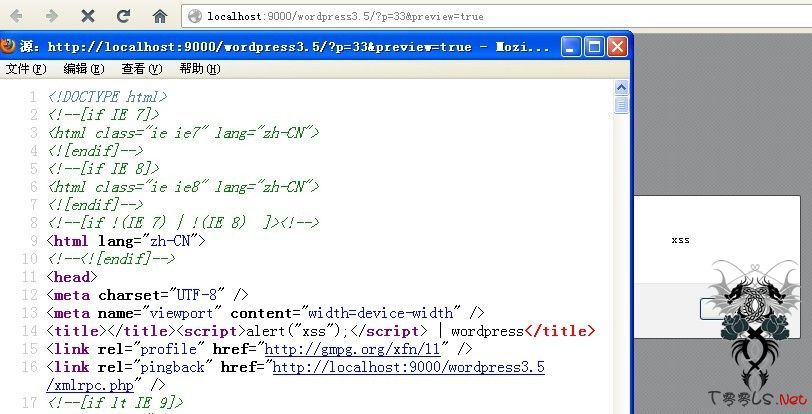 localhost:9000/wordpress3.5/?p=33&preview=true
源: http://localhost:9000/wordpress3.5/?p=33&preview=true - Mozi...
文件(F) 编辑(E) 查看(V) 帮助(H)
1 <!DOCTYPE html>
2 <!--[if IE 7]>
3 <html class="ie ie7" lang="zh-CN">
4 <![endif]-->
5 <!--[if IE 8]>
6 <html class="ie ie8" lang="zh-CN">
7 <![endif]-->
8 <!--[if !(IE 7) | !(IE 8)  ]><!-->
9 <html lang="zh-CN">
10 <!--<![endif]-->
11 <head>
12 <meta charset="UTF-8" />
13 <meta name="viewport" content="width=device-width" />
14 <title></title><script>alert("xss");</script> | wordpress</title>
15 <link rel="profile" href="http://gmpg.org/xfn/11" />
16 <link rel="pingback" href="http://localhost:9000/wordpress3.5
/xmlrpc.php" />
17 <!--[if lt IE 9]>
xss
T00LS.Net